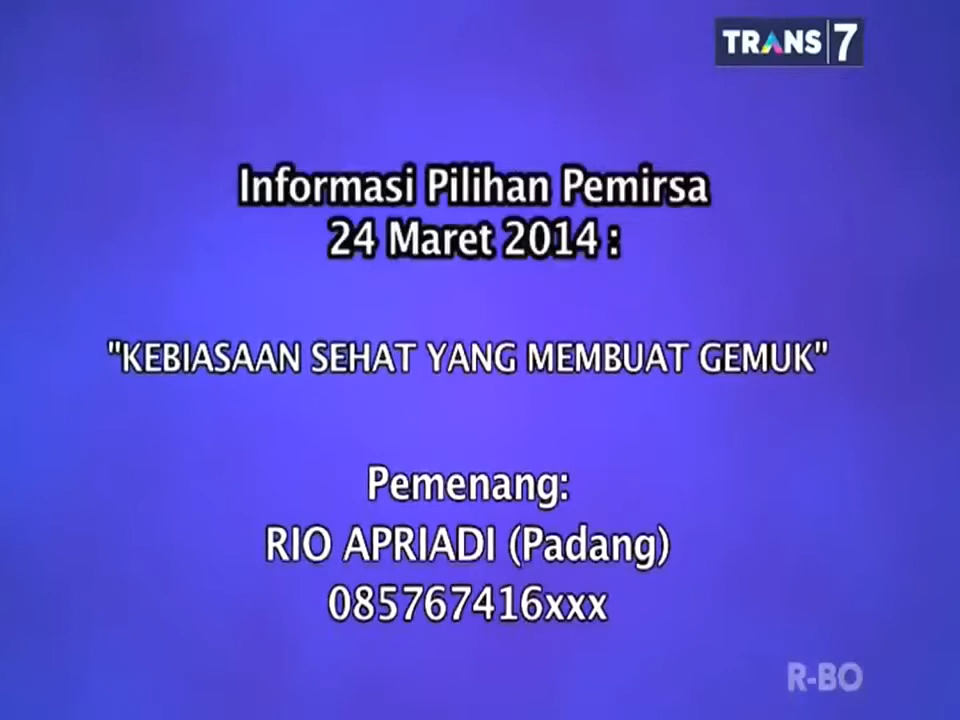 TRANS|7
Informasi Pilihan Pemirsa
24 Maret 2014 :
"KEBIASAAN SEHAT YANG MEMBUAT GEMUK"
Pemenang:
RIO APRIADI (Padang)
085767416xxx
R-BO